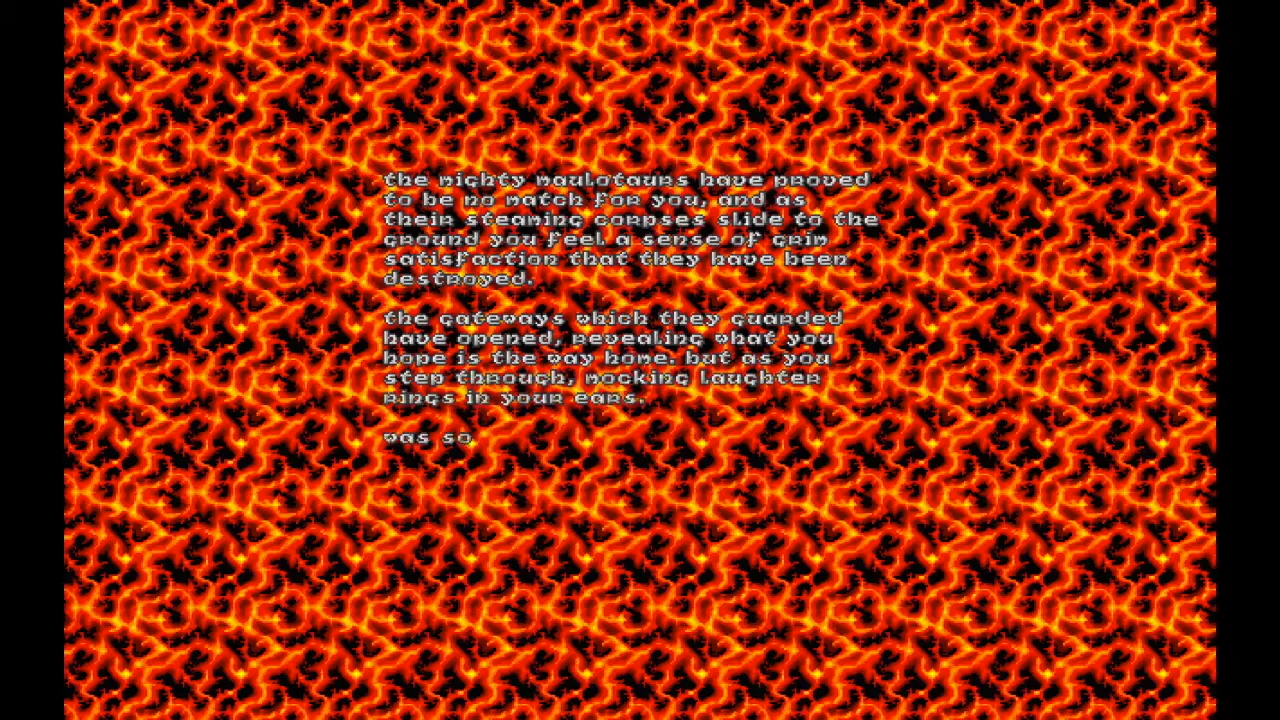 the mighty maulotaurs have proved
to be no match for you, and as
their steaming corpses slide to the
ground you feel a sense of grim
satisfaction that they have been
destroyed.
the gateways which they guarded
have opened, revealing what you
hope is the way home. but as you
step through, mocking laughter
rings in your ears.
was so